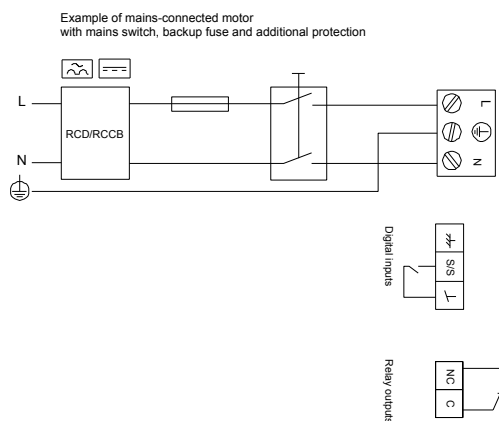 Example of mains-connected motor
with mains switch, backup fuse and additional protection
L
RCD/RCCB
N
L
N
Digital inputs
S/S
Relay outputs
NC
C